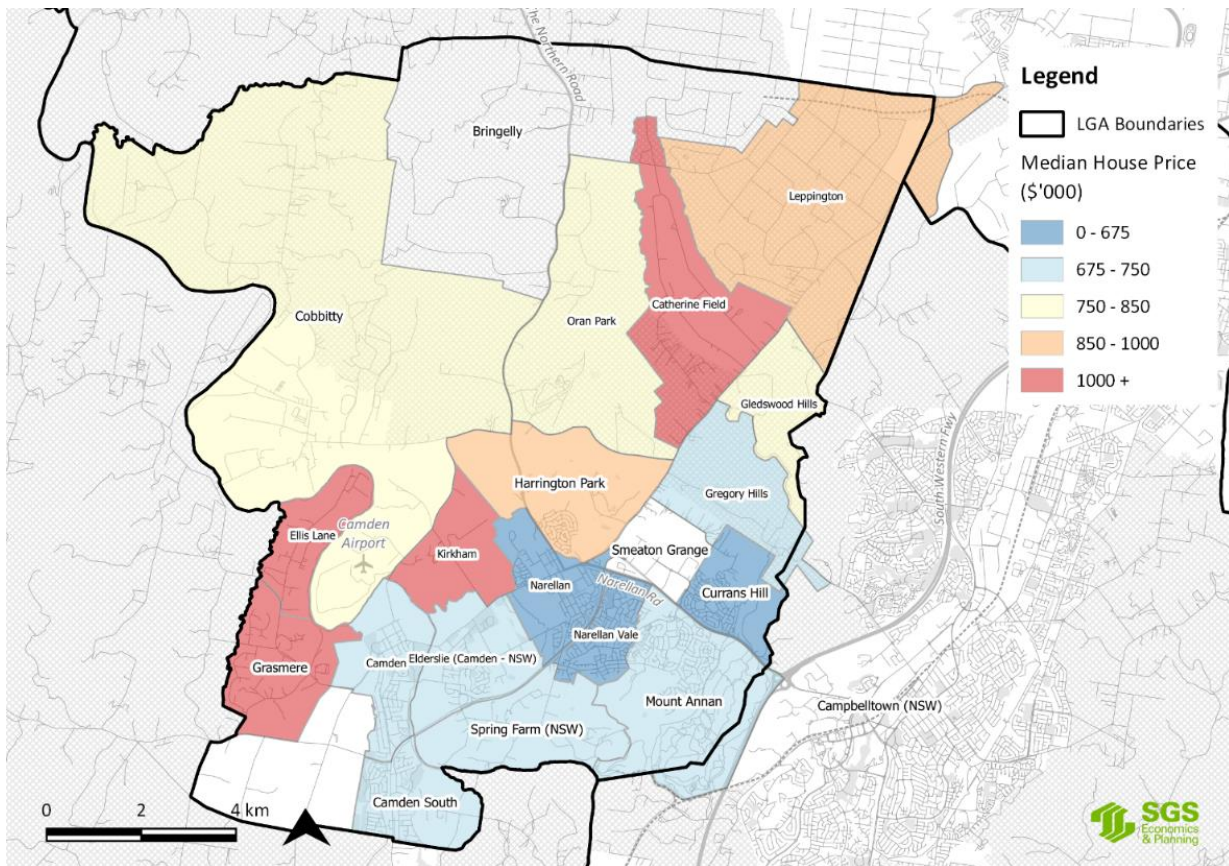 The Northern Road
Bringelly
Leppington
Cobbitty
Oran Park
Catherine Field
Gledswood Hills
Harrington Park
Gregory Hills
South Western Fwy
Ellis Lane
Camden
Airport
Kirkham
Smeaton Grange
Narellan
Narellan Rd
Currans Hill
Narellan Vale
Grasmere
Camden
Elderslie (Camden - NSW)
Mount Annan
Campbelltown (NSW)
Spring Farm (NSW)
Camden South
0 2 4 km
Legend
LGA Boundaries
Median House Price
($'000)
0 - 675
675 - 750
750 - 850
850 - 1000
1000 +
SGS
Economics
& Planning